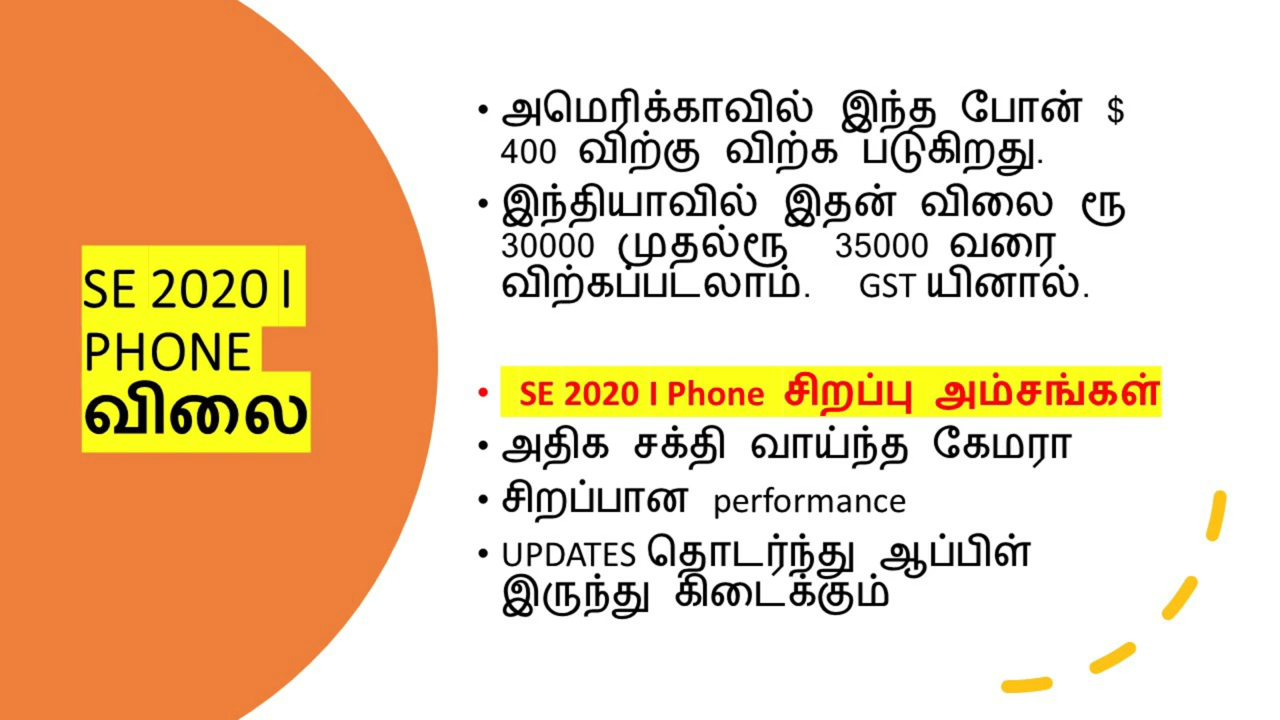 SE 2020 I
PHONE
விலை
• அமெரிக்காவில் இந்த போன் $
400 விற்கு விற்க படுகிறது.
• இந்தியாவில் இதன் விலை ரூ
30000 முதல்ரூ 35000 வரை
விற்கப்படலாம். GST யினால்.
• SE 2020 I Phone சிறப்பு அம்சங்கள்
• அதிக சக்தி வாய்ந்த கேமரா
• சிறப்பான performance
• UPDATES தொடர்ந்து ஆப்பிள்
இருந்து கிடைக்கும்